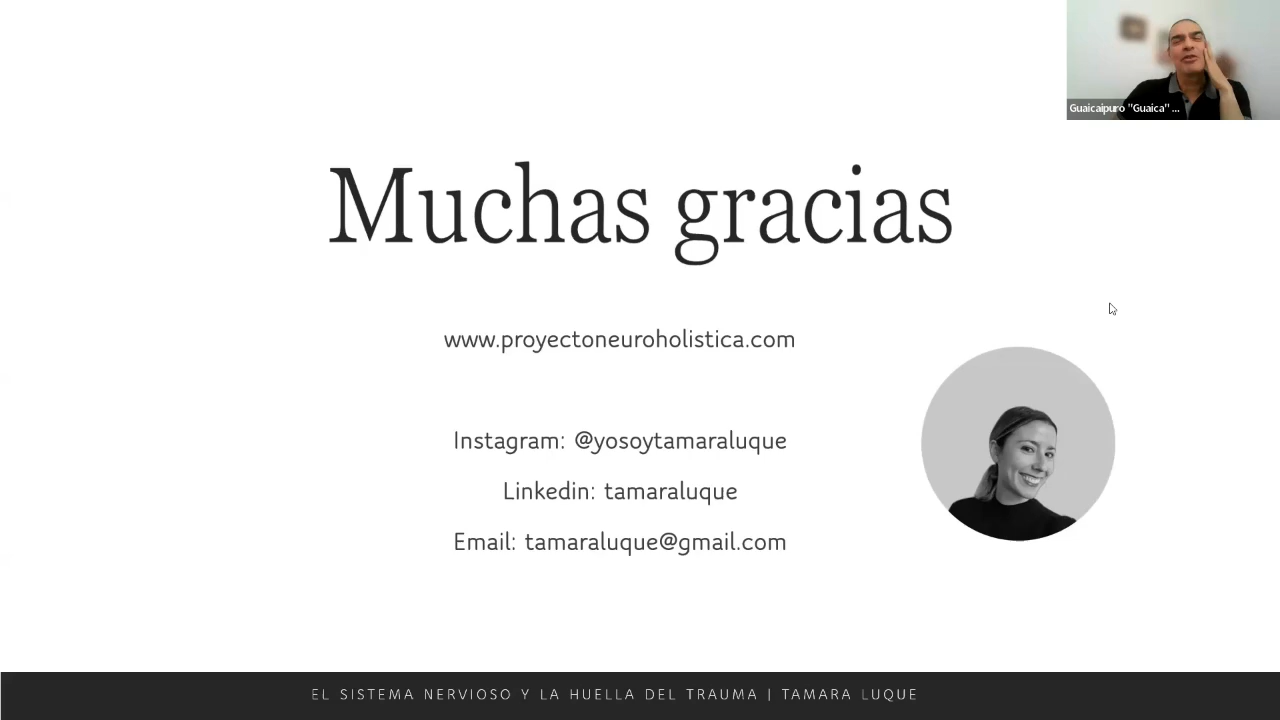 Guaicaipuro "Guaica" ...
Muchas gracias
www.proyectoneuroholistica.com
Instagram: @yosoytamaraluque
Linkedin: tamaraluque
Email: tamaraluque@gmail.com
EL SISTEMA NERVIOSO Y LA HUELLA DEL TRAUMA | TAMARA LUQUE